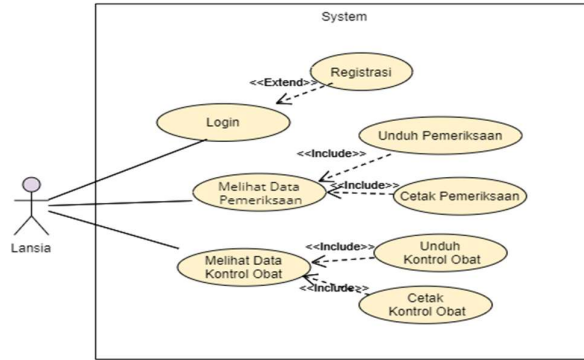 System
Registrasi
<<Extend>>
Login
Unduh Pemeriksaan
<<Include>>
Melihat Data
Pemeriksaan
<<Include>>
Cetak Pemeriksaan
Lansia
Melihat Data
Kontrol Obat
<<Include>>
Unduh
Kontrol Obat
<<Include>>
Cetak
Kontrol Obat